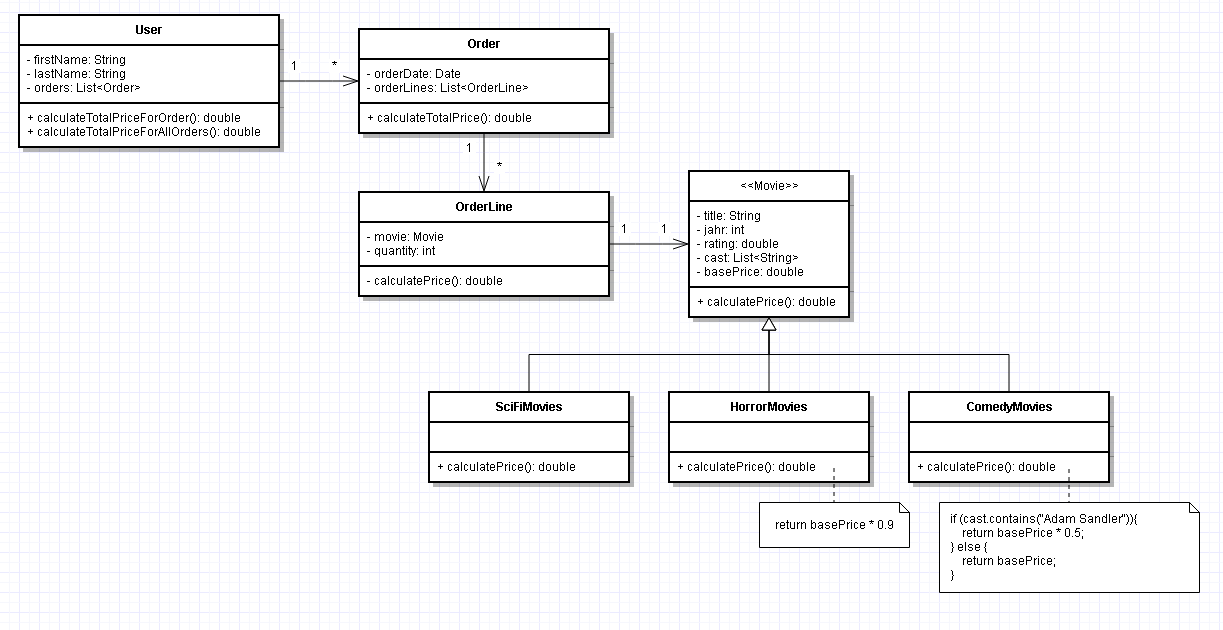 User
- firstName: String
- lastName: String
- orders: List<Order>
+ calculateTotalPriceForOrder(): double
+ calculateTotalPriceForAllOrders(): double
1
*
Order
- orderDate: Date
- orderLines: List<OrderLine>
+ calculateTotalPrice(): double
1
*
OrderLine
- movie: Movie
- quantity: int
- calculatePrice(): double
1
1
<<Movie>>
- title: String
- jahr: int
- rating: double
- cast: List<String>
- basePrice: double
+ calculatePrice(): double
SciFiMovies
+ calculatePrice(): double
HorrorMovies
+ calculatePrice(): double
return basePrice * 0.9
ComedyMovies
+ calculatePrice(): double
if (cast.contains("Adam Sandler")){
return basePrice * 0.5;
} else {
return basePrice;
}